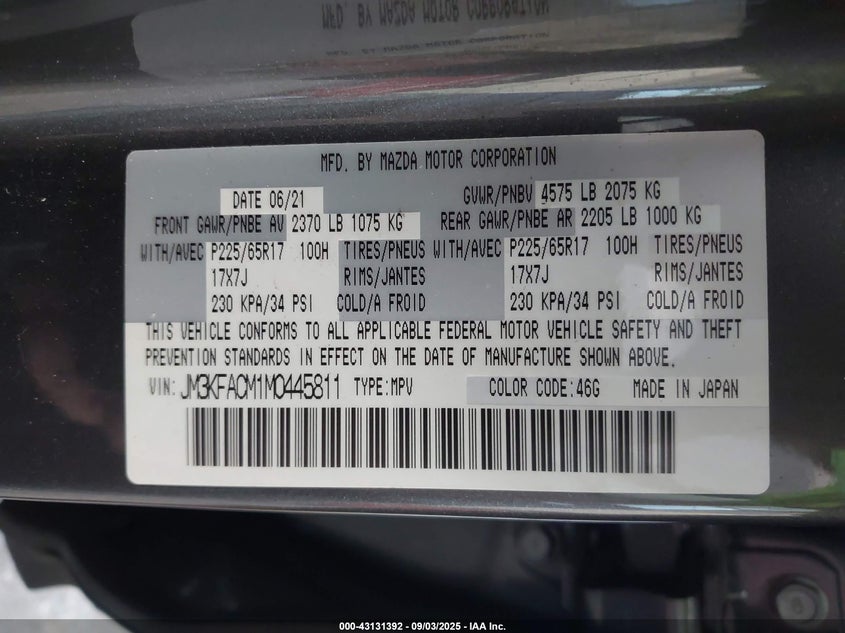 MFD. BY MAZDA MOTOR CORPORATION
DATE 06/21 GVWR/PNBV 4575 LB 2075 KG
FRONT GAWR/PNBE AV 2370 LB 1075 KG REAR GAWR/PNBE AR 2205 LB 1000 KG
WITH/AVEC P225/65R17 100H TIRES/PNEUS WITH/AVEC P225/65R17 100H TIRES/PNEUS
17X7J RIMS/JANTES 17X7J RIMS/JANTES
230 KPA/34 PSI COLD/A FROID 230 KPA/34 PSI COLD/A FROID
THIS VEHICLE CONFORMS TO ALL APPLICABLE FEDERAL MOTOR VEHICLE SAFETY AND THEFT
PREVENTION STANDARDS IN EFFECT ON THE DATE OF MANUFACTURE SHOWN ABOVE.
VIN: JM3KFACM1M0445811 TYPE:MPV COLOR CODE:46G MADE IN JAPAN
000-43131392 - 09/03/2025 - IAA Inc.